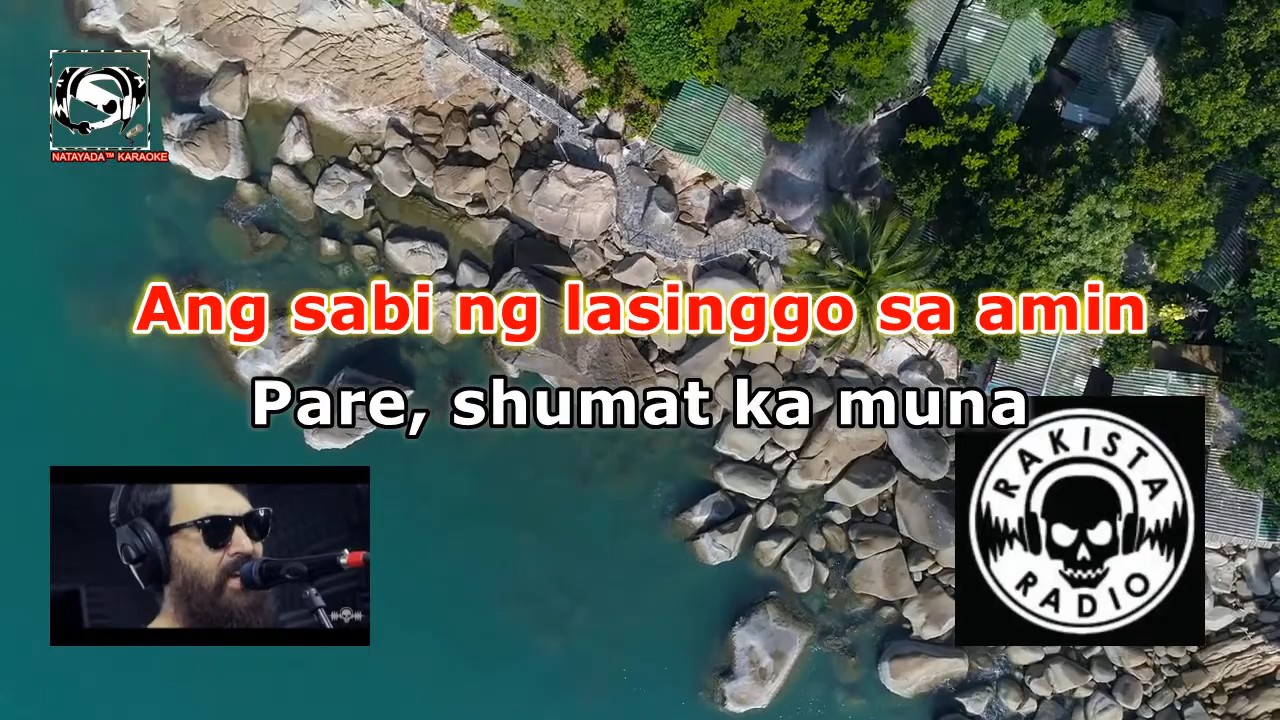 NATAYADA™ KARAOKE
Ang sabi ng lasinggo sa amin
Pare, shumat ka muna
RAKISTA
RADIO